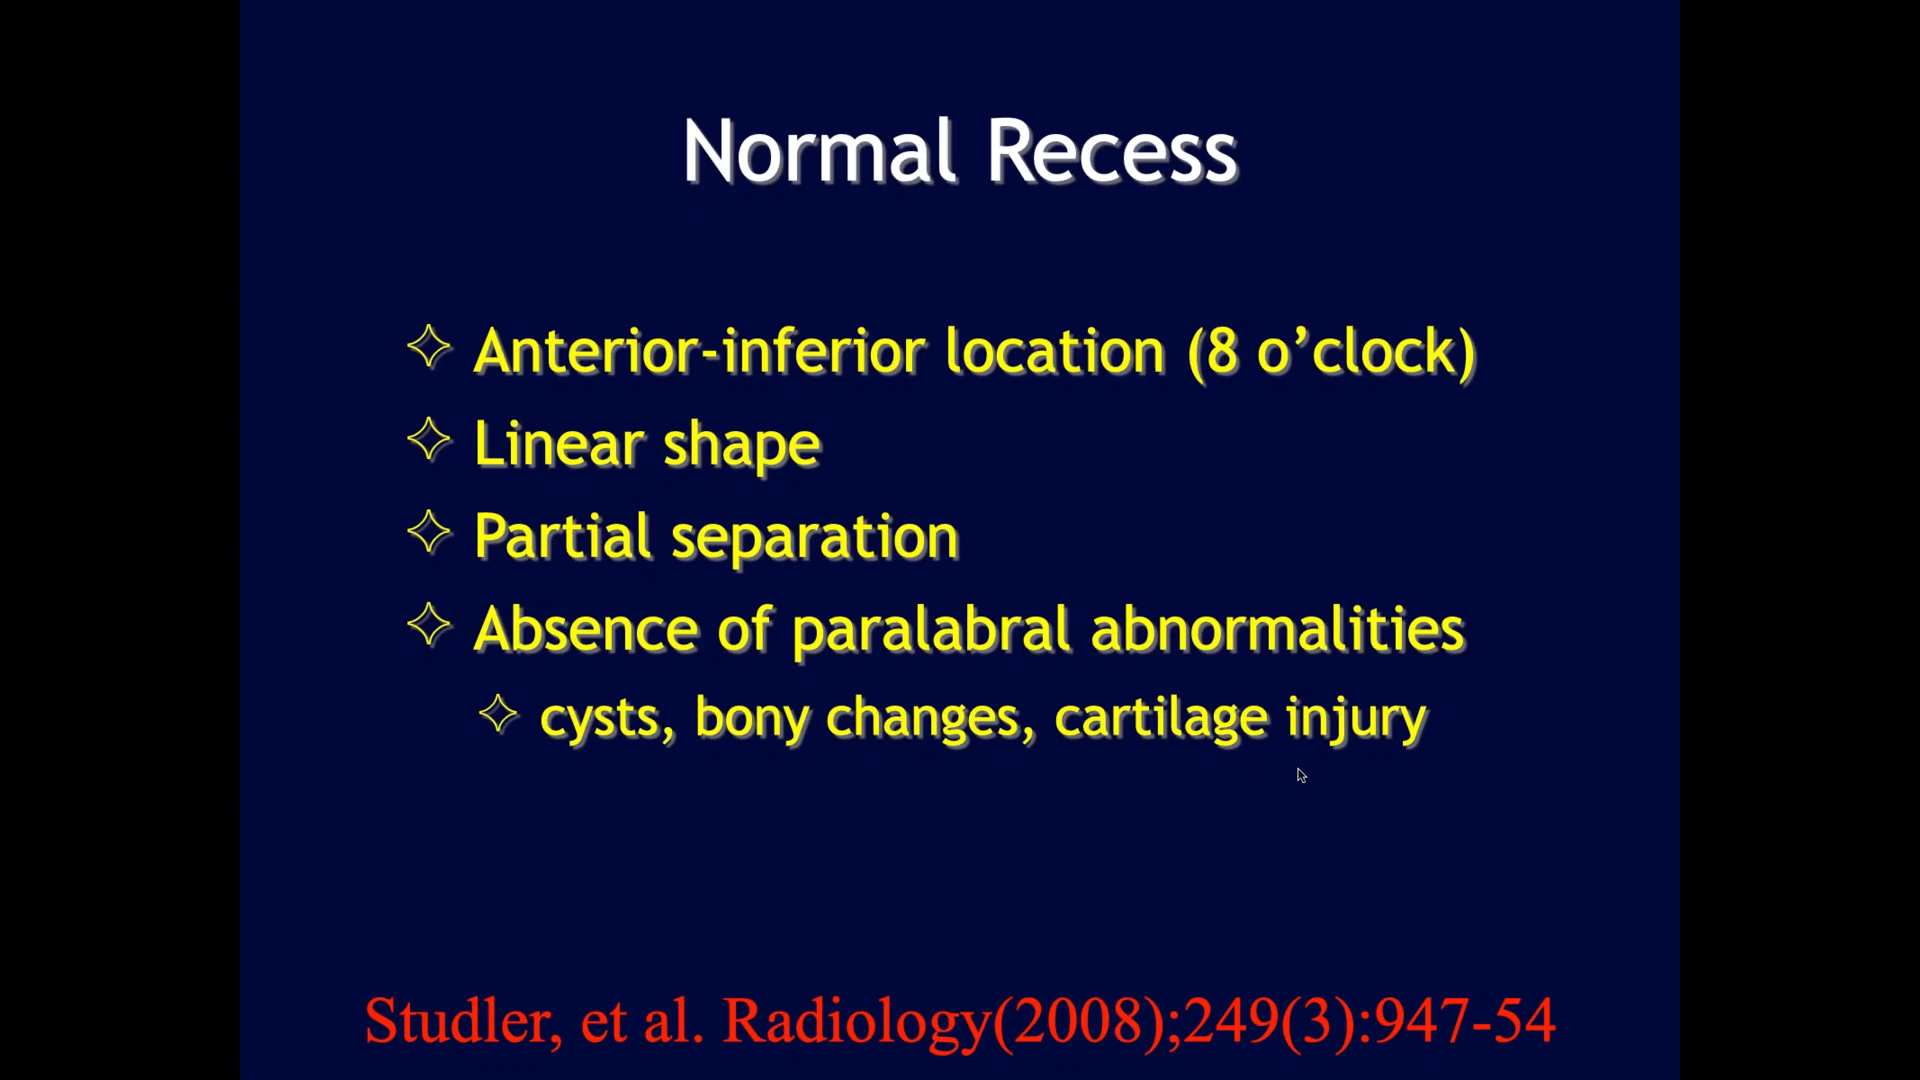 Normal Recess
✧ Anterior-inferior location (8 o’clock)
✧ Linear shape
✧ Partial separation
✧ Absence of paralabral abnormalities
✧ cysts, bony changes, cartilage injury
Studler, et al. Radiology(2008);249(3):947-54